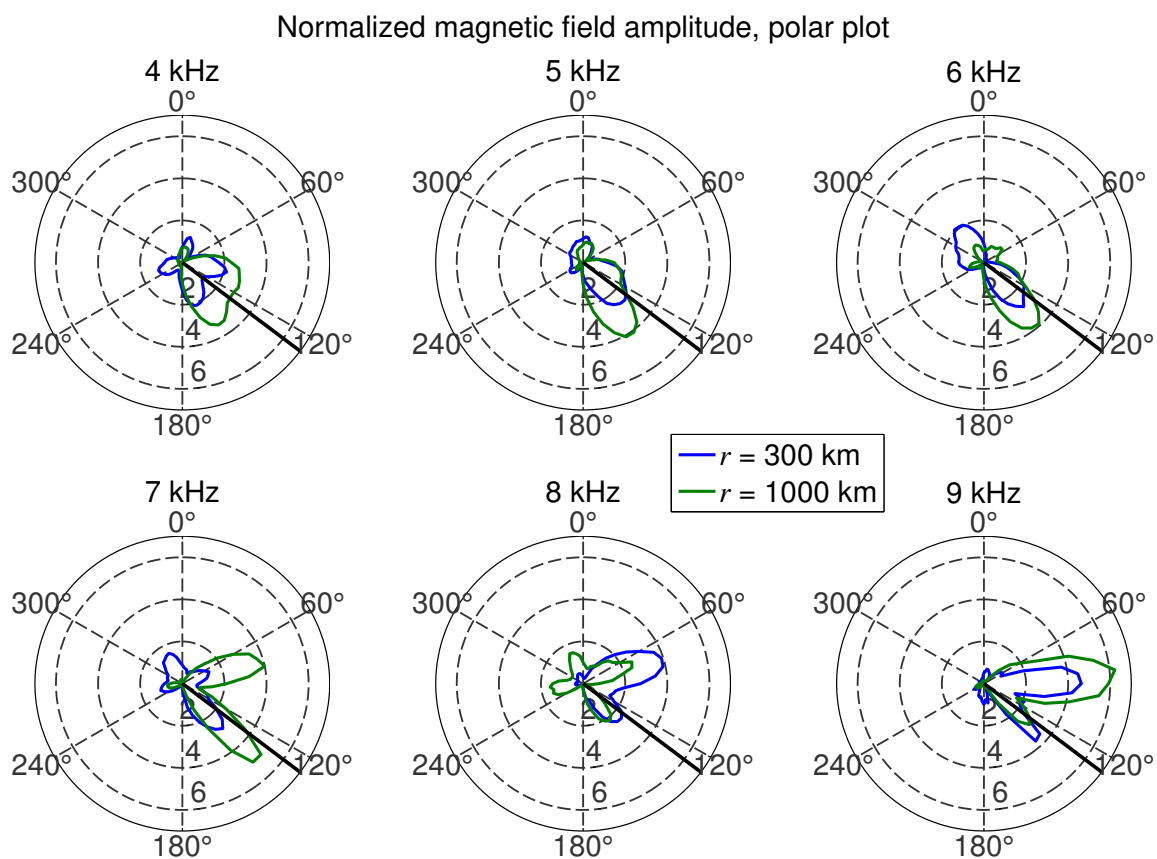 Normalized magnetic field amplitude, polar plot
4 kHz 5 kHz 6 kHz
0° 0° 0°
300° 60° 300° 60° 300° 60°
2 2 2
240° 4 120° 240° 4 120° 240° 4 120°
6 6 6
180° 180° 180°
r = 300 km
r = 1000 km
7 kHz 8 kHz 9 kHz
0° 0° 0°
300° 60° 300° 60° 300° 60°
2 2 2
240° 4 120° 240° 4 120° 240° 4 120°
6 6 6
180° 180° 180°